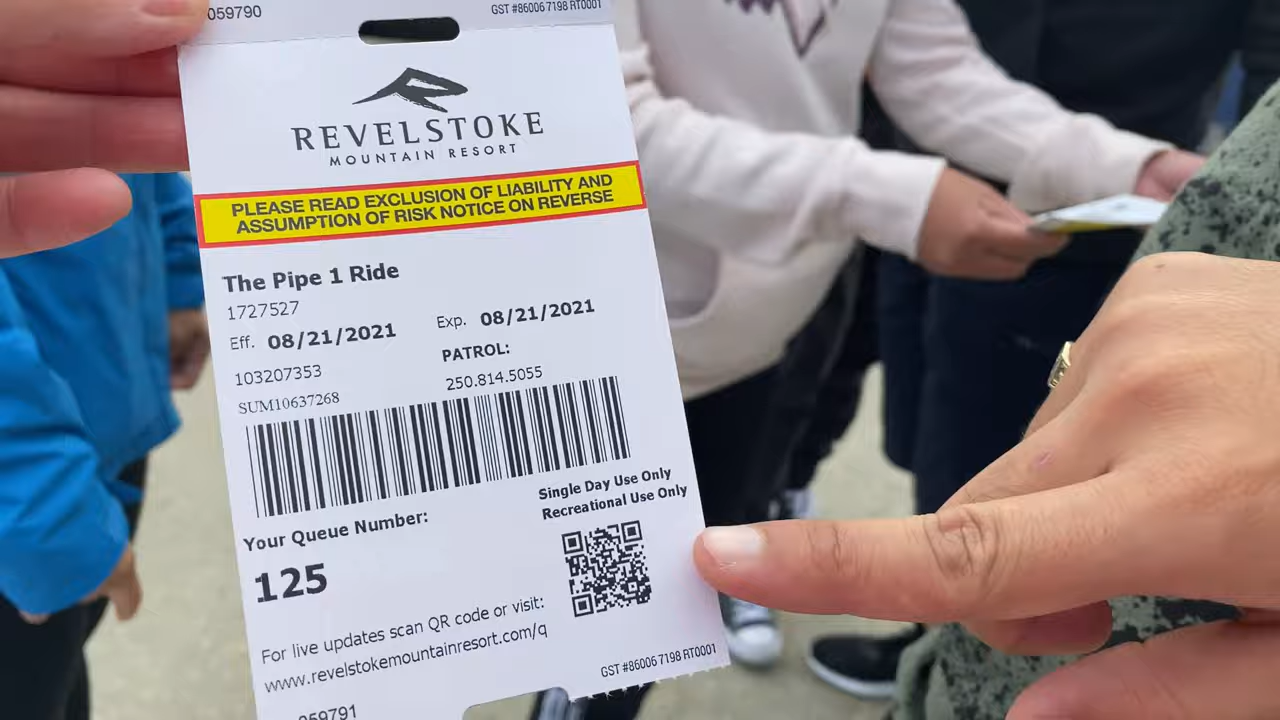 059790
GST #86006 7198 RT0001
REVELSTOKE
MOUNTAIN RESORT
PLEASE READ EXCLUSION OF LIABILITY AND
ASSUMPTION OF RISK NOTICE ON REVERSE
The Pipe 1 Ride
1727527
Eff. 08/21/2021 Exp. 08/21/2021
103207353 PATROL:
SUM10637268 250.814.5055
Single Day Use Only
Recreational Use Only
Your Queue Number:
125
For live updates scan QR code or visit:
www.revelstokemountainresort.com/q
GST #86006 7198 RT0001
059791